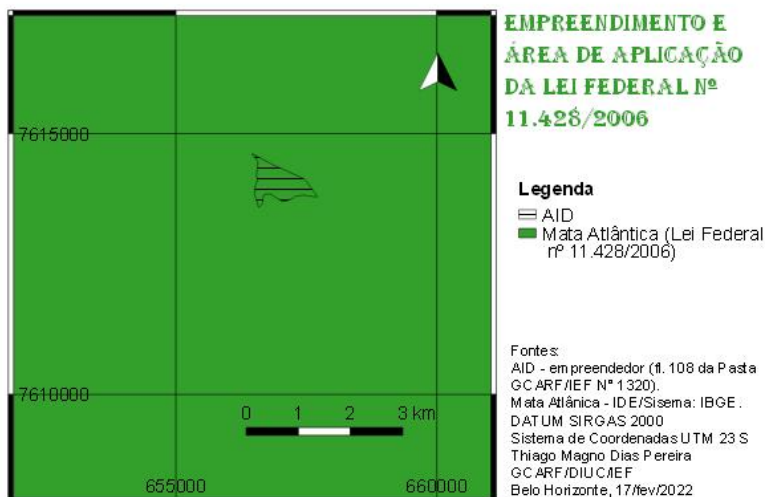 EMPREENDIMENTO E
ÁREA DE APLICAÇÃO
DA LEI FEDERAL Nº
11.428/2006
7615000
Legenda
AID
Mata Atlântica (Lei Federal
nº 11.428/2006)
7610000
0 1 2 3 km
655000 660000
Fontes:
AID - empreendedor (fl. 108 da Pasta
GCARF/IEF Nº 1320).
Mata Atlânica - IDE/Sisema: IBGE.
DATUM SIRGAS 2000
Sistema de Coordenadas UTM 23 S
Thiago Magno Dias Pereira
GCARF/DIUC/IEF
Belo Horizonte, 17/fev/2022